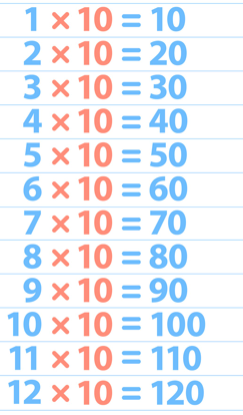 1 × 10 = 10
2 × 10 = 20
3 × 10 = 30
4 × 10 = 40
5 × 10 = 50
6 × 10 = 60
7 × 10 = 70
8 × 10 = 80
9 × 10 = 90
10 × 10 = 100
11 × 10 = 110
12 × 10 = 120